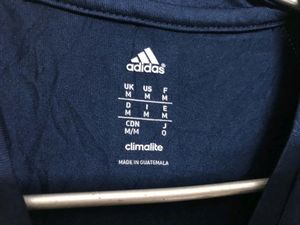 adidas
UK US F
M M M
D I E
M M M
CDN J
M/M O
climalite
MADE IN GUATEMALA